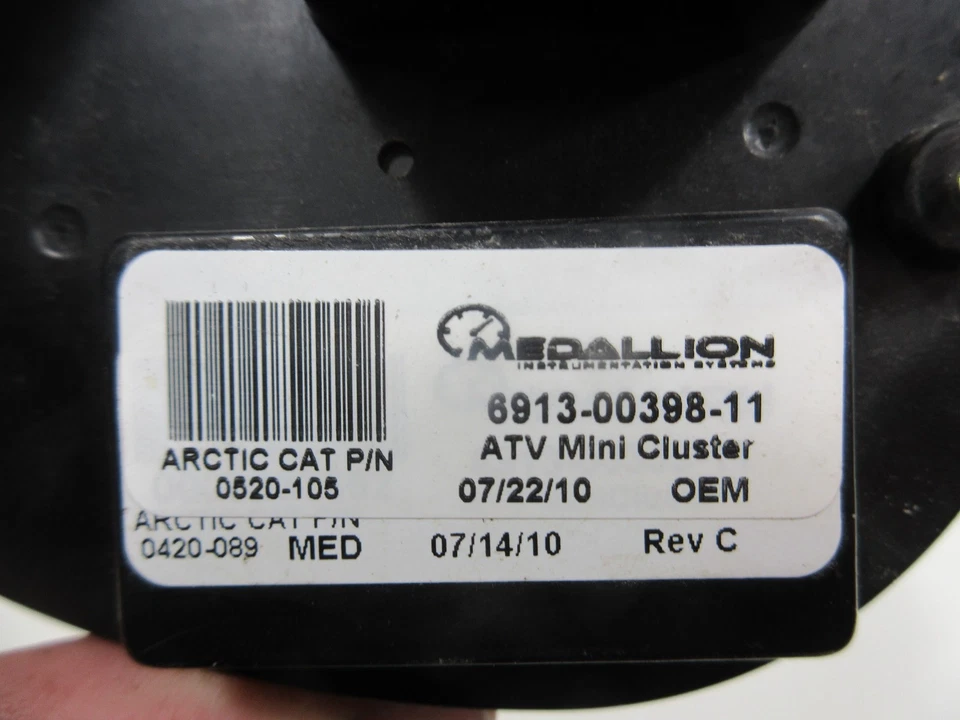 MEDALLION
INSTRUMENTATION SYSTEMS
6913-00398-11
ATV Mini Cluster
ARCTIC CAT P/N
0520-105
07/22/10 OEM
ARCTIC CAT P/N
0420-089 MED 07/14/10 Rev C